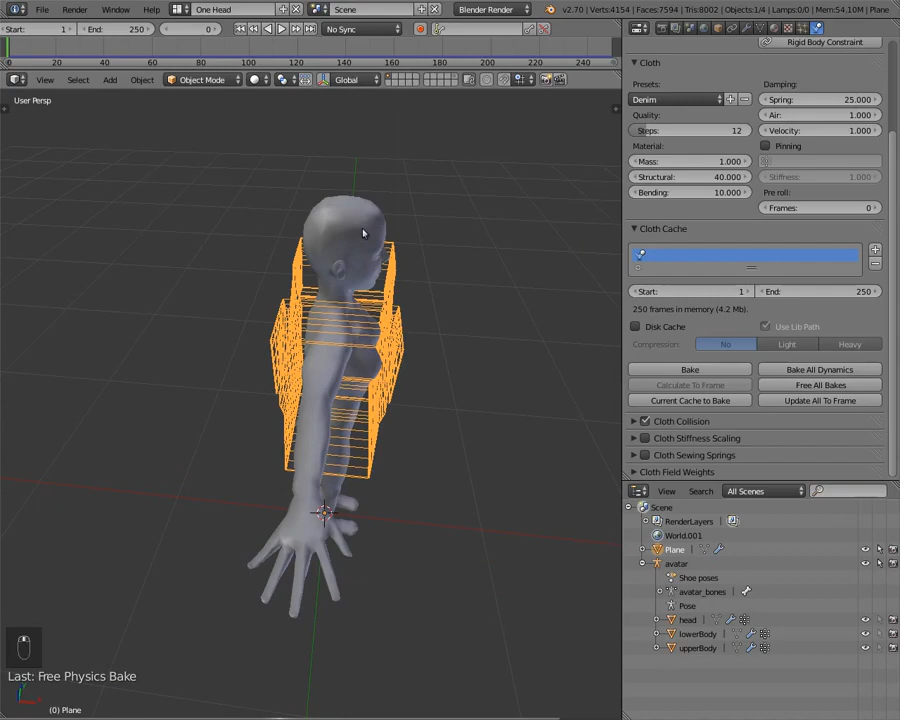 File Render Window Help One Head Scene Blender Render v2.70 | Verts:4154 | Faces:7594 | Tris:8002 | Objects:1/4 | Lamps:0/0 | Mem:54.10M | Plane
Start: 1 End: 250 0 No Sync
0 20 40 60 80 100 120 140 160 180 200 220 240
View Select Add Object Object Mode Global
User Persp
Rigid Body Constraint
Cloth
Presets: Damping:
Denim Spring: 25.000
Quality: Air: 1.000
Steps: 12 Velocity: 1.000
Material: Pinning
Mass: 1.000
Structural: 40.000 Stiffness: 1.000
Bending: 10.000 Pre roll:
Frames: 0
Cloth Cache
Start: 1 End: 250
250 frames in memory (4.2 Mb).
Disk Cache Use Lib Path
Compression: No Light Heavy
Bake Bake All Dynamics
Calculate To Frame Free All Bakes
Current Cache to Bake Update All To Frame
Cloth Collision
Cloth Stiffness Scaling
Cloth Sewing Springs
Cloth Field Weights
View Search All Scenes
Scene
RenderLayers
World.001
Plane
avatar
Shoe poses
avatar_bones
Pose
head
lowerBody
upperBody
Last: Free Physics Bake
(0) Plane